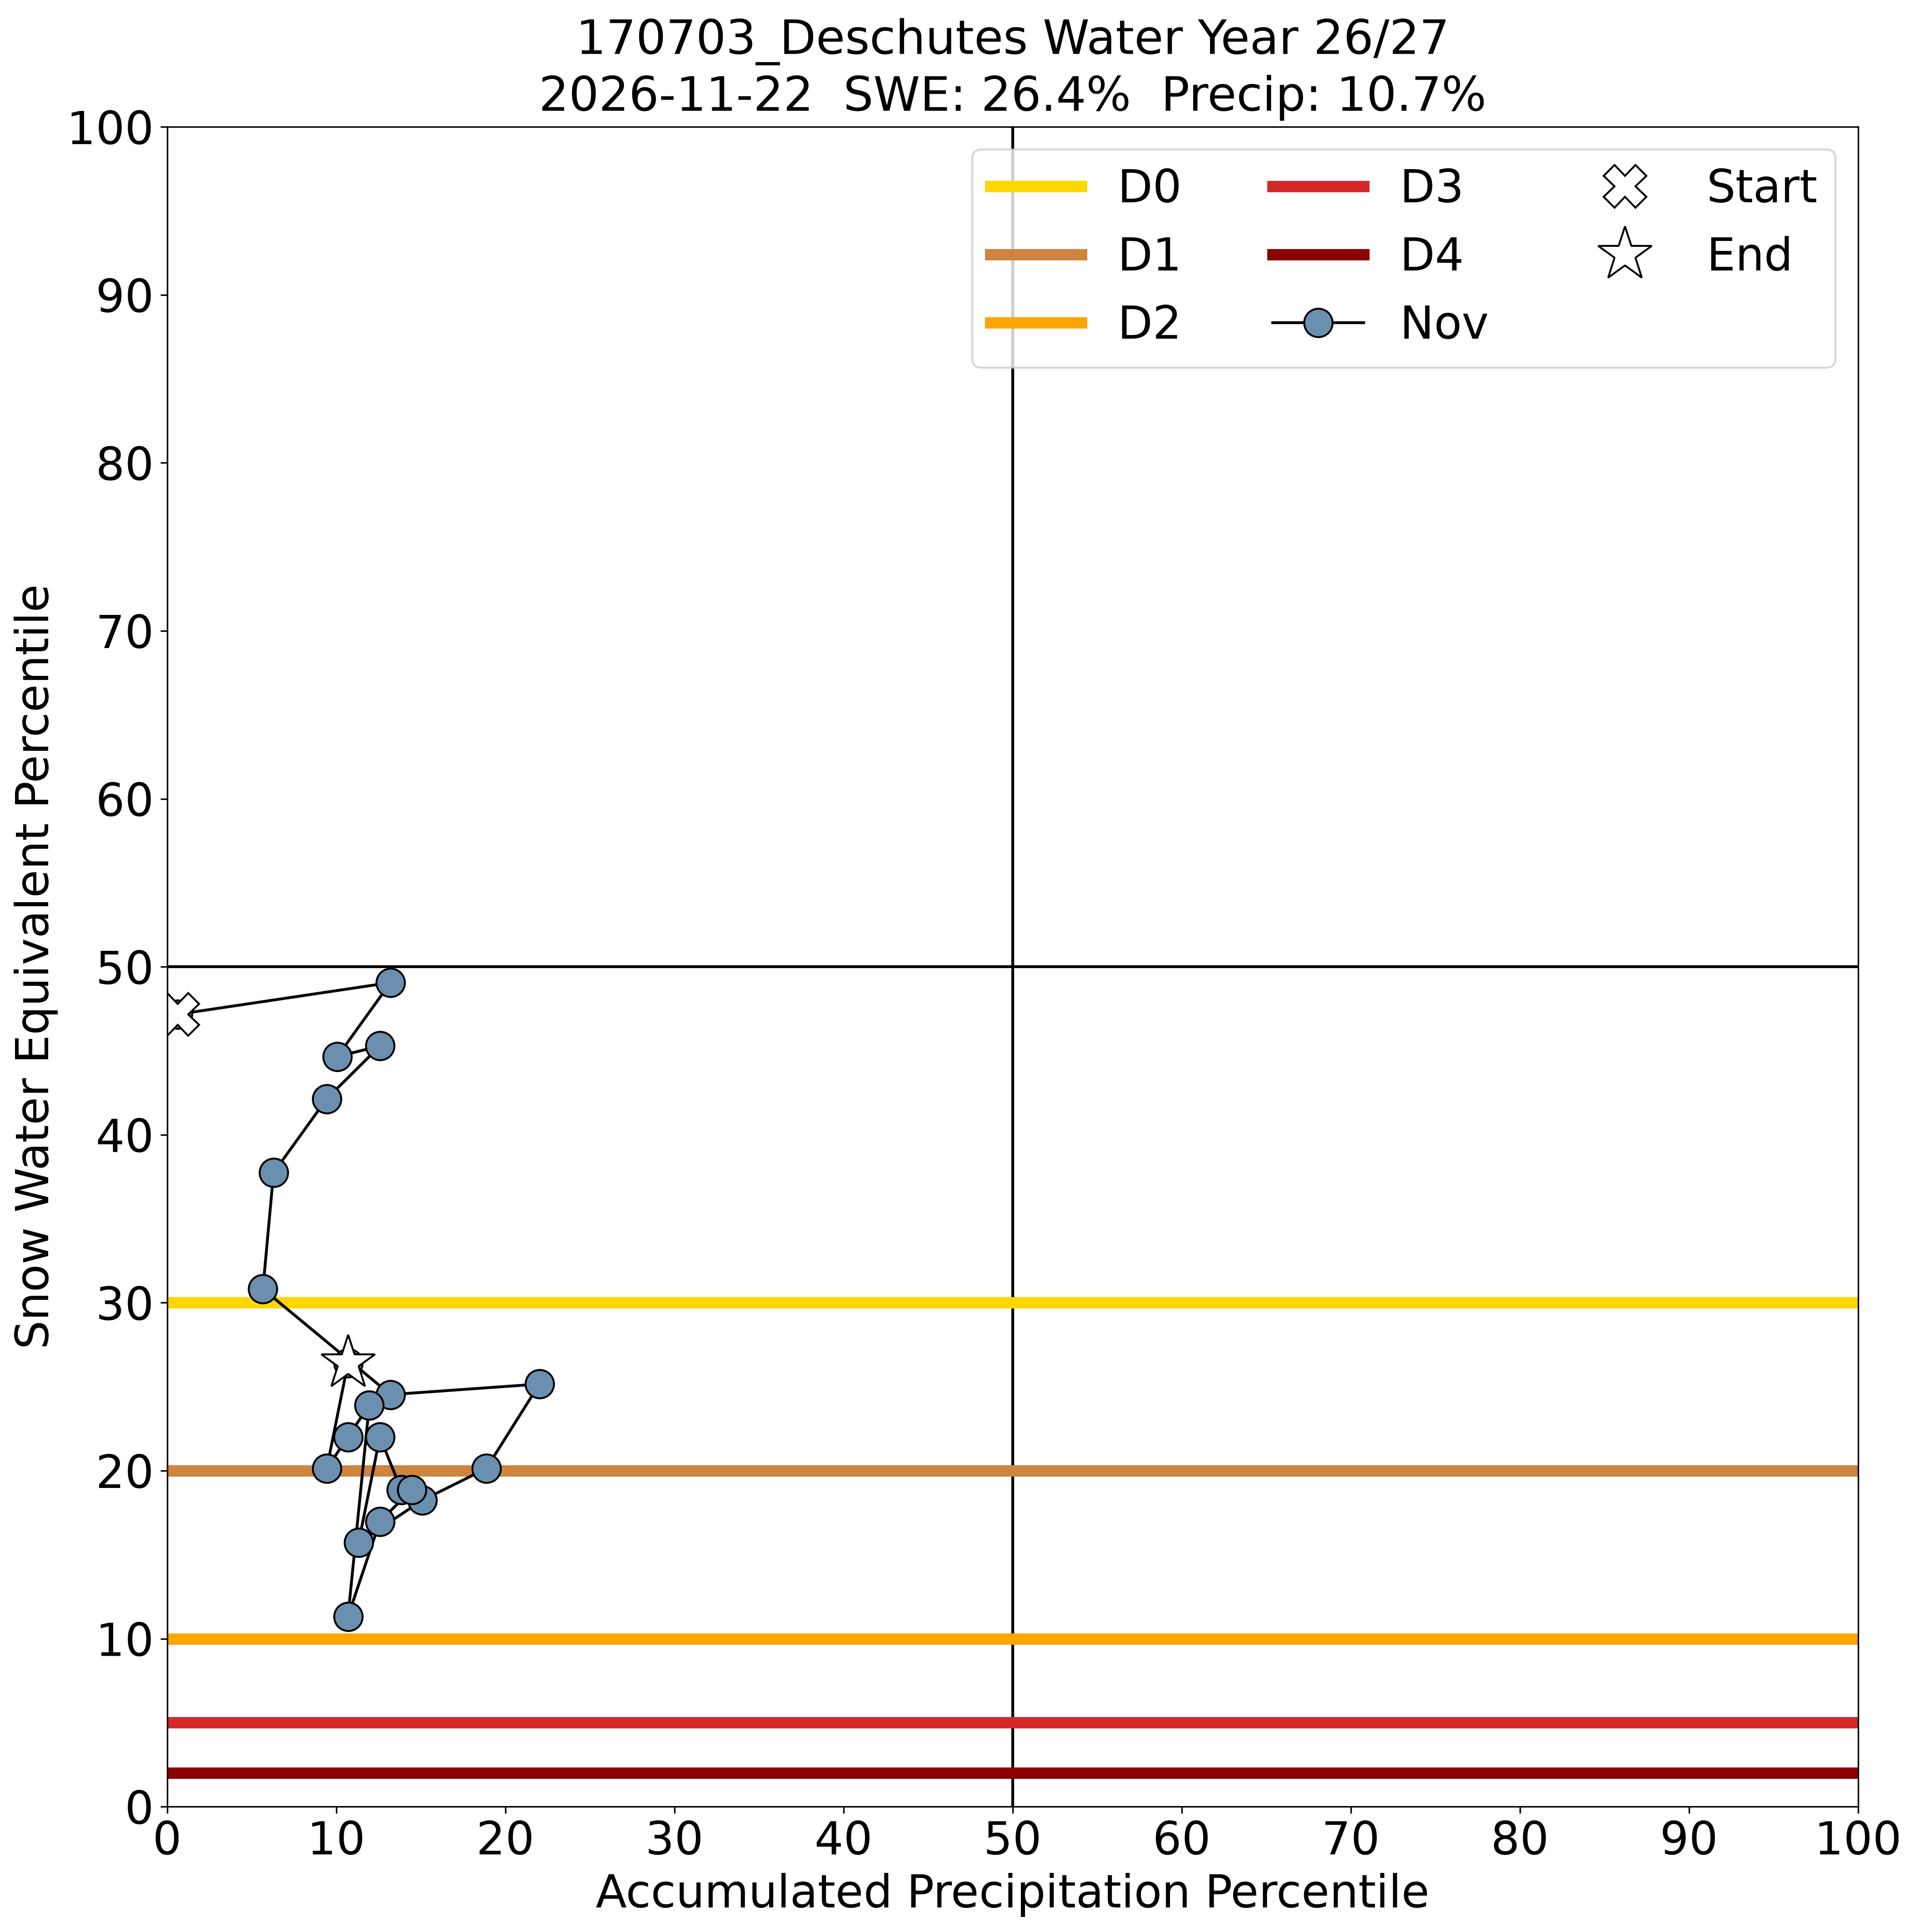 170703_Deschutes Water Year 26/27
2026-11-22  SWE: 26.4%  Precip: 10.7%
100
90
80
70
60
50
40
30
20
10
0
Snow Water Equivalent Percentile
D0
D1
D2
D3
D4
Nov
Start
End
0 10 20 30 40 50 60 70 80 90 100
Accumulated Precipitation Percentile